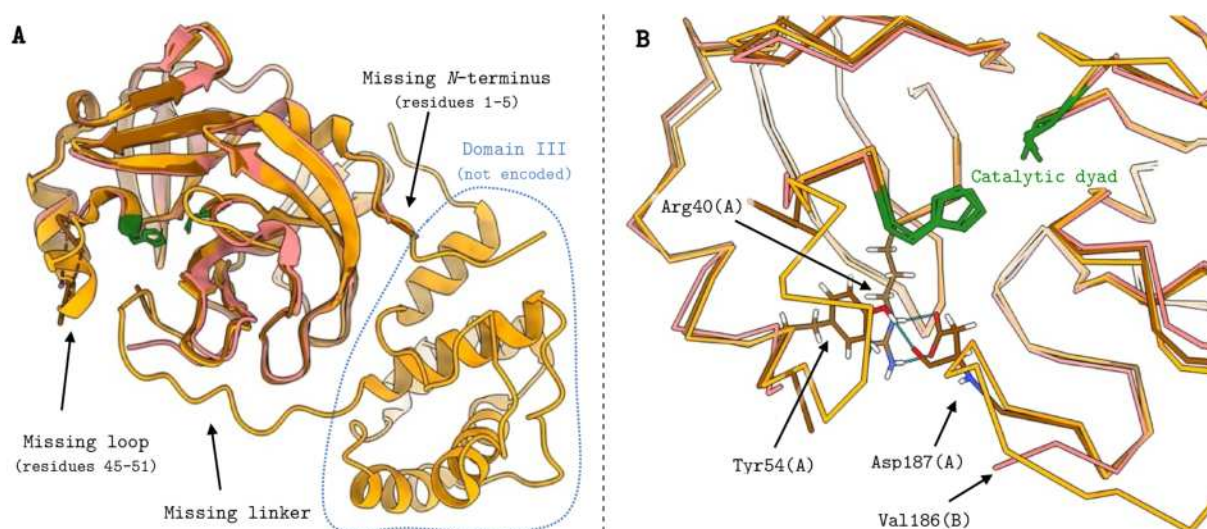 A
Missing N-terminus
(residues 1-5)
Domain III
(not encoded)
Missing loop
(residues 45-51)
Missing linker
B
Catalytic dyad
Arg40(A)
Tyr54(A)
Asp187(A)
Val186(B)